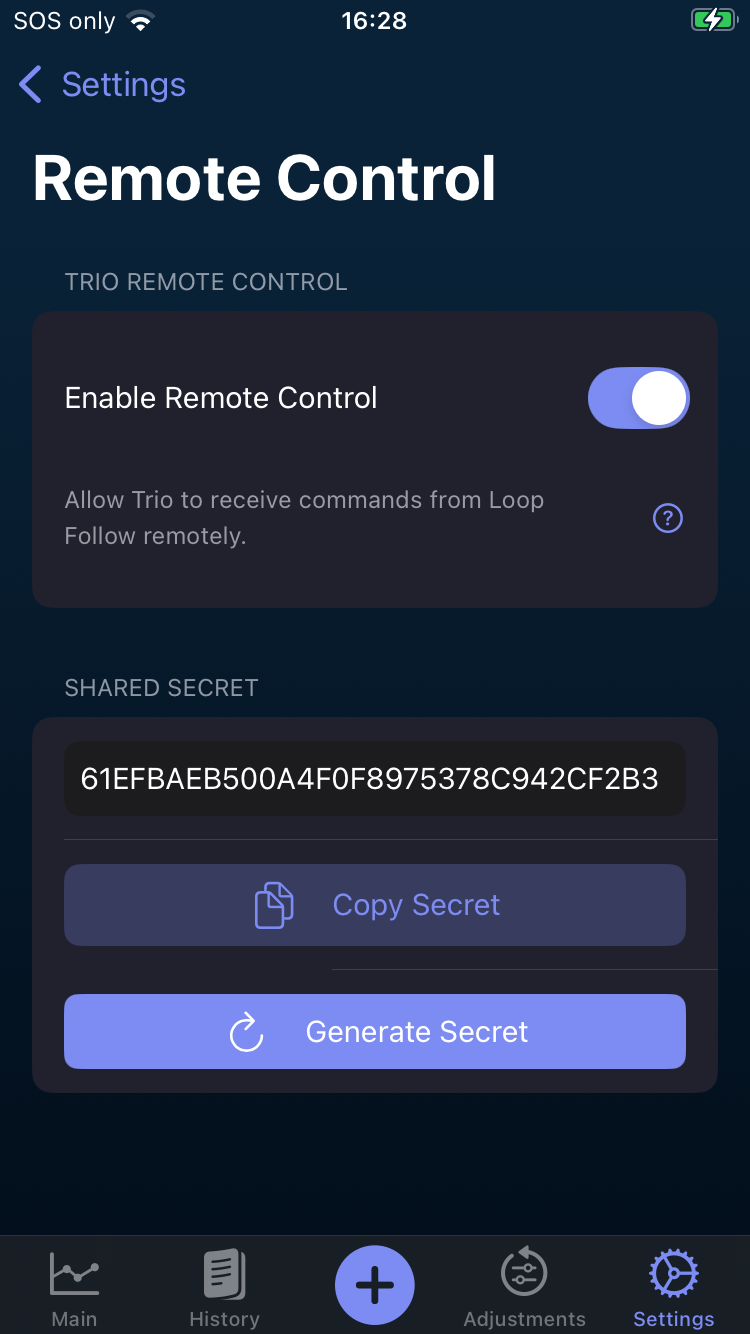 SOS only
16:28
Settings
Remote Control
TRIO REMOTE CONTROL
Enable Remote Control
Allow Trio to receive commands from Loop
Follow remotely.
?
SHARED SECRET
61EFBAEB500A4F0F8975378C942CF2B3
Copy Secret
Generate Secret
Main
History
Adjustments
Settings